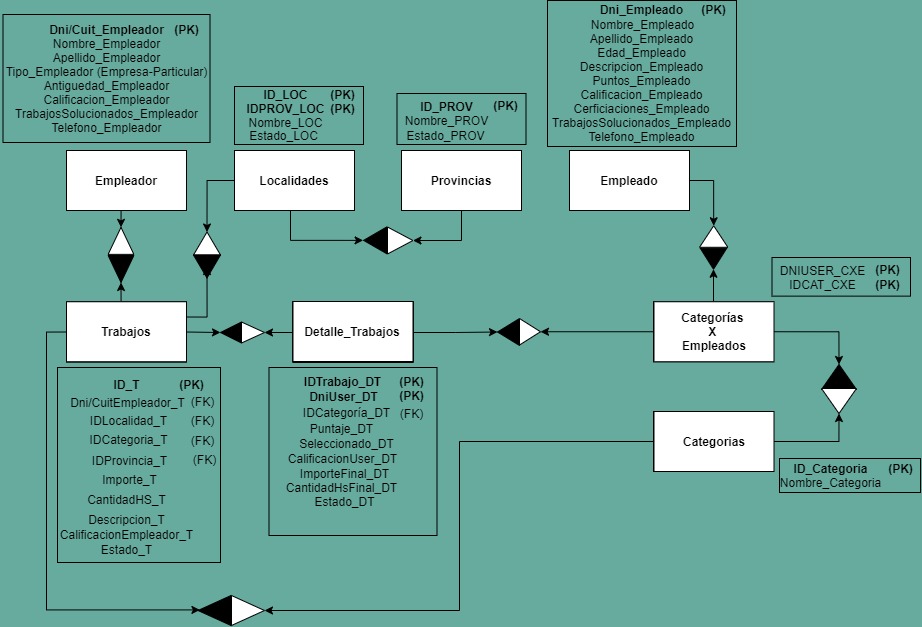 Dni/Cuit_Empleador (PK)
Nombre_Empleador
Apellido_Empleador
Tipo_Empleador (Empresa-Particular)
Antiguedad_Empleador
Calificacion_Empleador
TrabajosSolucionados_Empleador
Telefono_Empleador
ID_LOC (PK)
IDPROV_LOC (PK)
Nombre_LOC
Estado_LOC
ID_PROV (PK)
Nombre_PROV
Estado_PROV
Dni_Empleado (PK)
Nombre_Empleado
Apellido_Empleado
Edad_Empleado
Descripcion_Empleado
Puntos_Empleado
Calificacion_Empleado
Cerficiaciones_Empleado
TrabajosSolucionados_Empleado
Telefono_Empleado
Empleador
Localidades
Provincias
Empleado
DNIUSER_CXE (PK)
IDCAT_CXE (PK)
Trabajos
Detalle_Trabajos
Categorías
X
Empleados
ID_T (PK)
Dni/CuitEmpleador_T (FK)
IDLocalidad_T (FK)
IDCategoria_T (FK)
IDProvincia_T (FK)
Importe_T
CantidadHS_T
Descripcion_T
CalificacionEmpleador_T
Estado_T
IDTrabajo_DT (PK)
DniUser_DT (PK)
IDCategoría_DT (FK)
Puntaje_DT
Seleccionado_DT
CalificacionUser_DT
ImporteFinal_DT
CantidadHsFinal_DT
Estado_DT
Categorias
ID_Categoria (PK)
Nombre_Categoria